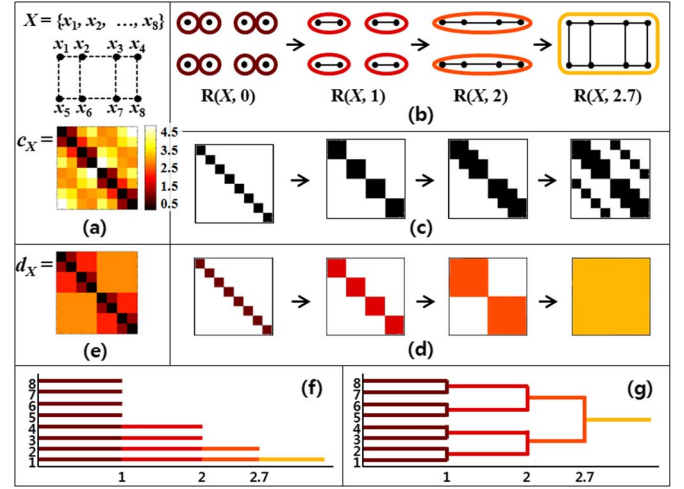 X = {x1, x2, ..., x8}
x1 x2 x3 x4
x5 x6 x7 x8
cX =
4.5
3.5
2.5
1.5
0.5
(a)
R(X, 0) R(X, 1) R(X, 2) R(X, 2.7)
(b)
(c)
dX =
(e)
(d)
8
7
6
5
4
3
2
1
1 2 2.7
(f)
8
7
6
5
4
3
2
1
1 2 2.7
(g)